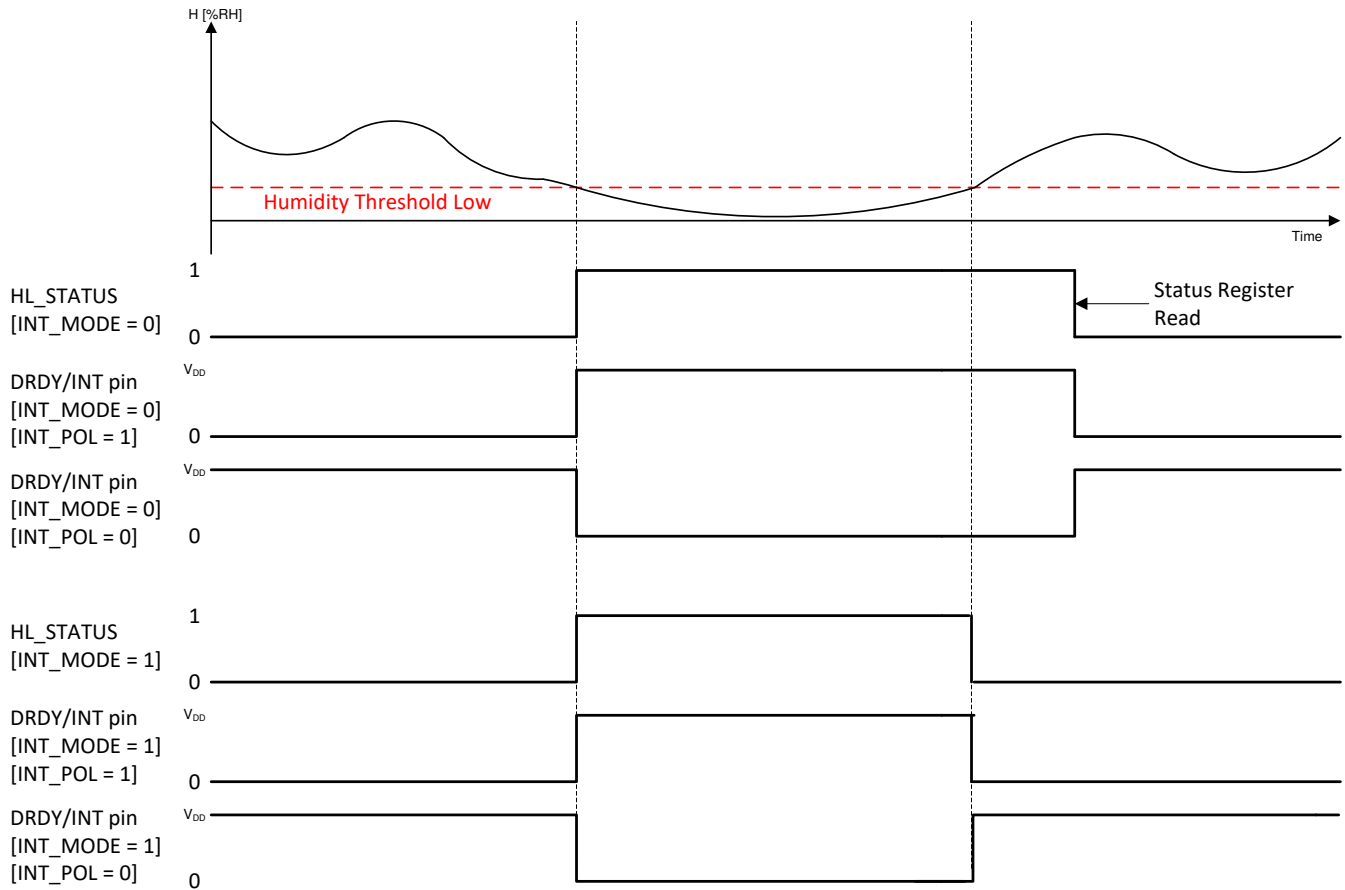 H [%RH]
Humidity Threshold Low
Time
HL_STATUS
[INT_MODE = 0]
1
0
Status Register
Read
DRDY/INT pin
[INT_MODE = 0]
[INT_POL = 1]
VDD
0
DRDY/INT pin
[INT_MODE = 0]
[INT_POL = 0]
VDD
0
HL_STATUS
[INT_MODE = 1]
1
0
DRDY/INT pin
[INT_MODE = 1]
[INT_POL = 1]
VDD
0
DRDY/INT pin
[INT_MODE = 1]
[INT_POL = 0]
VDD
0